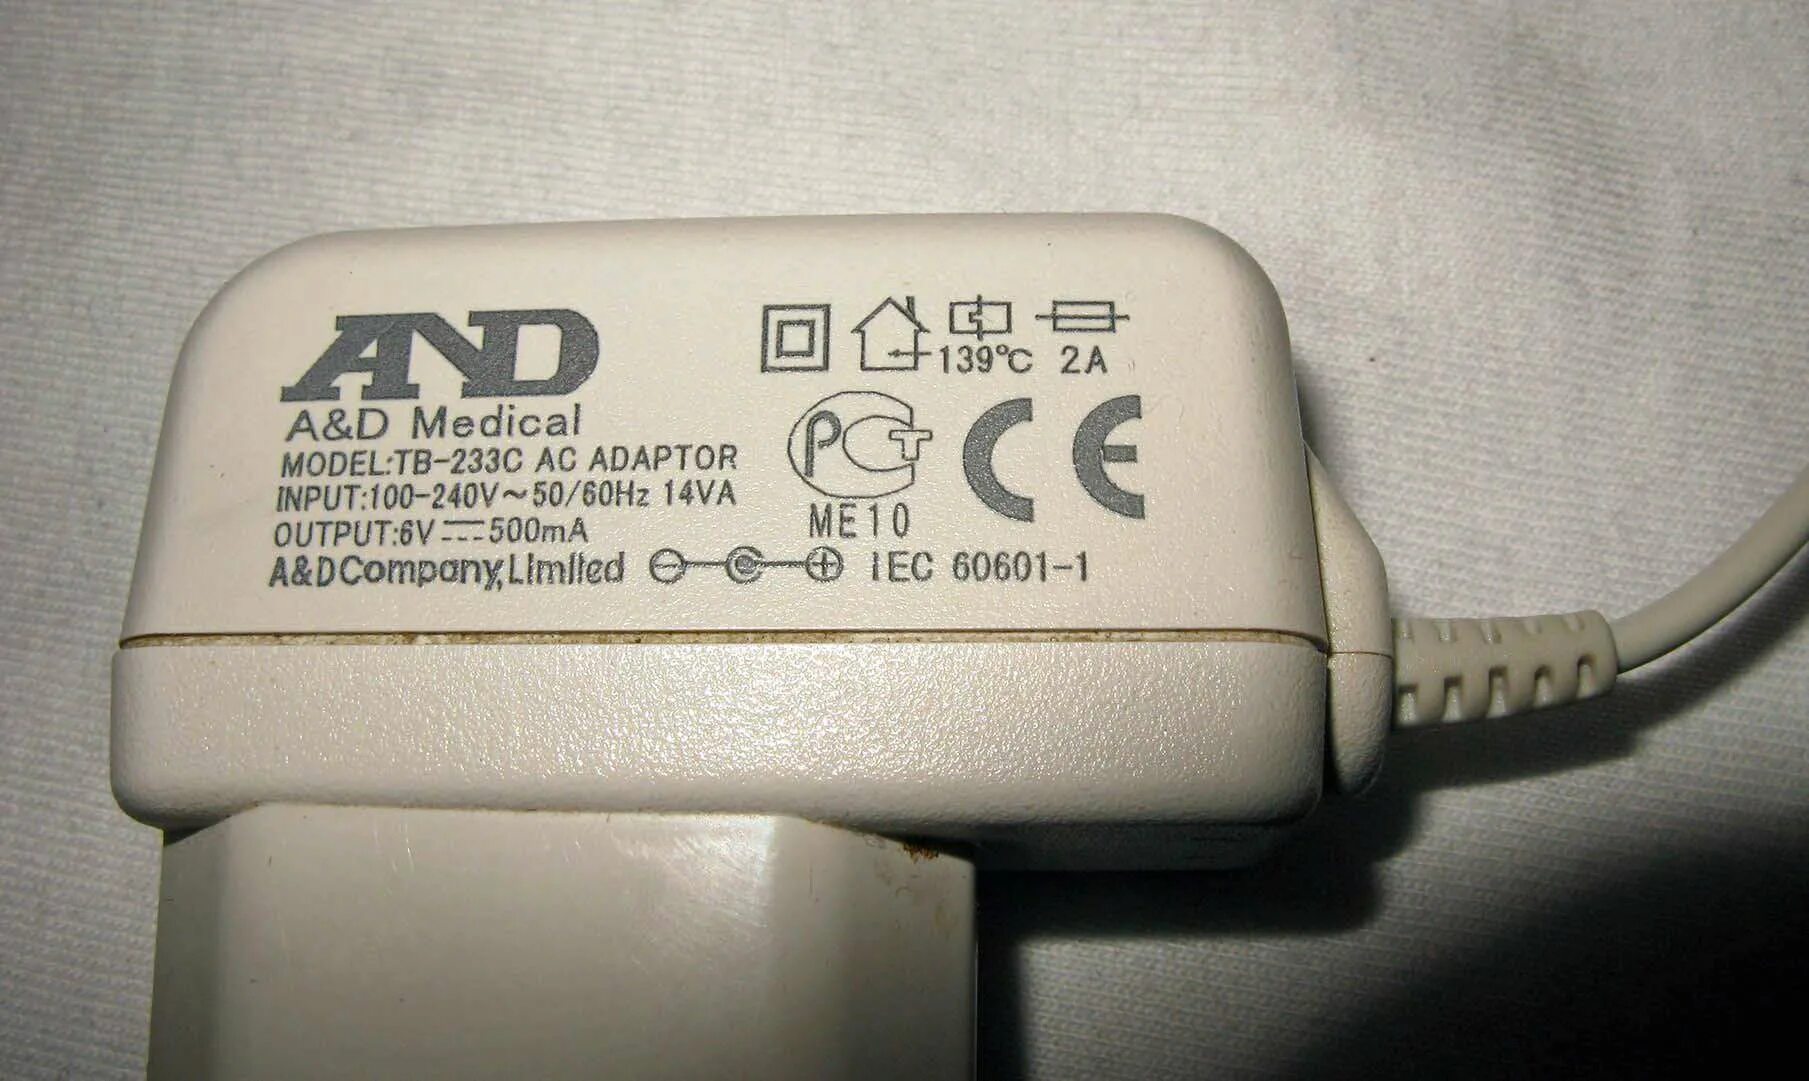 AND
A&D Medical
MODEL:TB-233C AC ADAPTOR
INPUT:100-240V~50/60Hz 14VA
OUTPUT:6V⎓500mA
A&D Company, Limited
139℃ 2A
PCT CE
ME10
IEC 60601-1